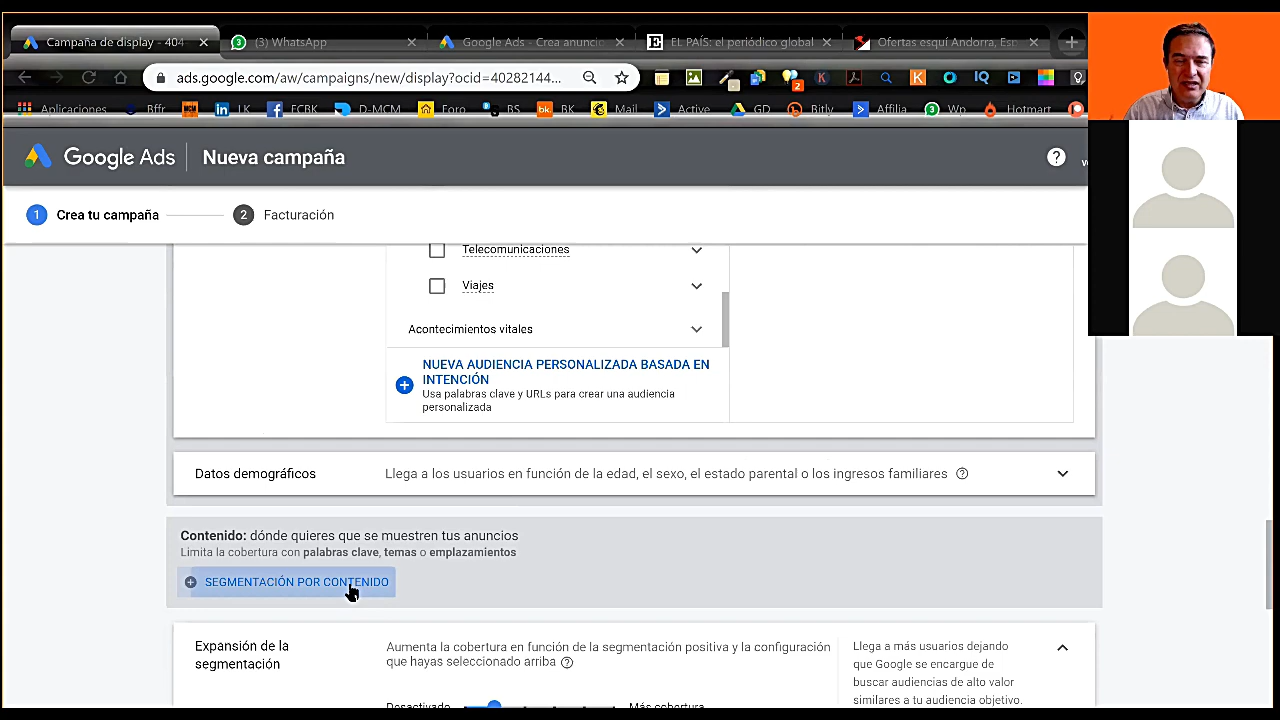 Campaña de display - 404
(3) WhatsApp
Google Ads - Crea anuncio
EL PAÍS: el periódico global
Ofertas esquí Andorra, Es
ads.google.com/aw/campaigns/new/display?ocid=40282144...
Aplicaciones
Bffr
LK
FCBK
D-MCM
Foro
BS
BK
Mail
Active
GD
Bitly
Affilia
Wp
Hotmart
Google Ads
Nueva campaña
1 Crea tu campaña
2 Facturación
Telecomunicaciones
Viajes
Acontecimientos vitales
NUEVA AUDIENCIA PERSONALIZADA BASADA EN
INTENCIÓN
Usa palabras clave y URLs para crear una audiencia
personalizada
Datos demográficos
Llega a los usuarios en función de la edad, el sexo, el estado parental o los ingresos familiares
Contenido: dónde quieres que se muestren tus anuncios
Limita la cobertura con palabras clave, temas o emplazamientos
SEGMENTACIÓN POR CONTENIDO
Expansión de la
segmentación
Aumenta la cobertura en función de la segmentación positiva y la configuración
que hayas seleccionado arriba
Llega a más usuarios dejando
que Google se encargue de
buscar audiencias de alto valor
similares a tu audiencia objetivo.
Desactivado
Más cobertura